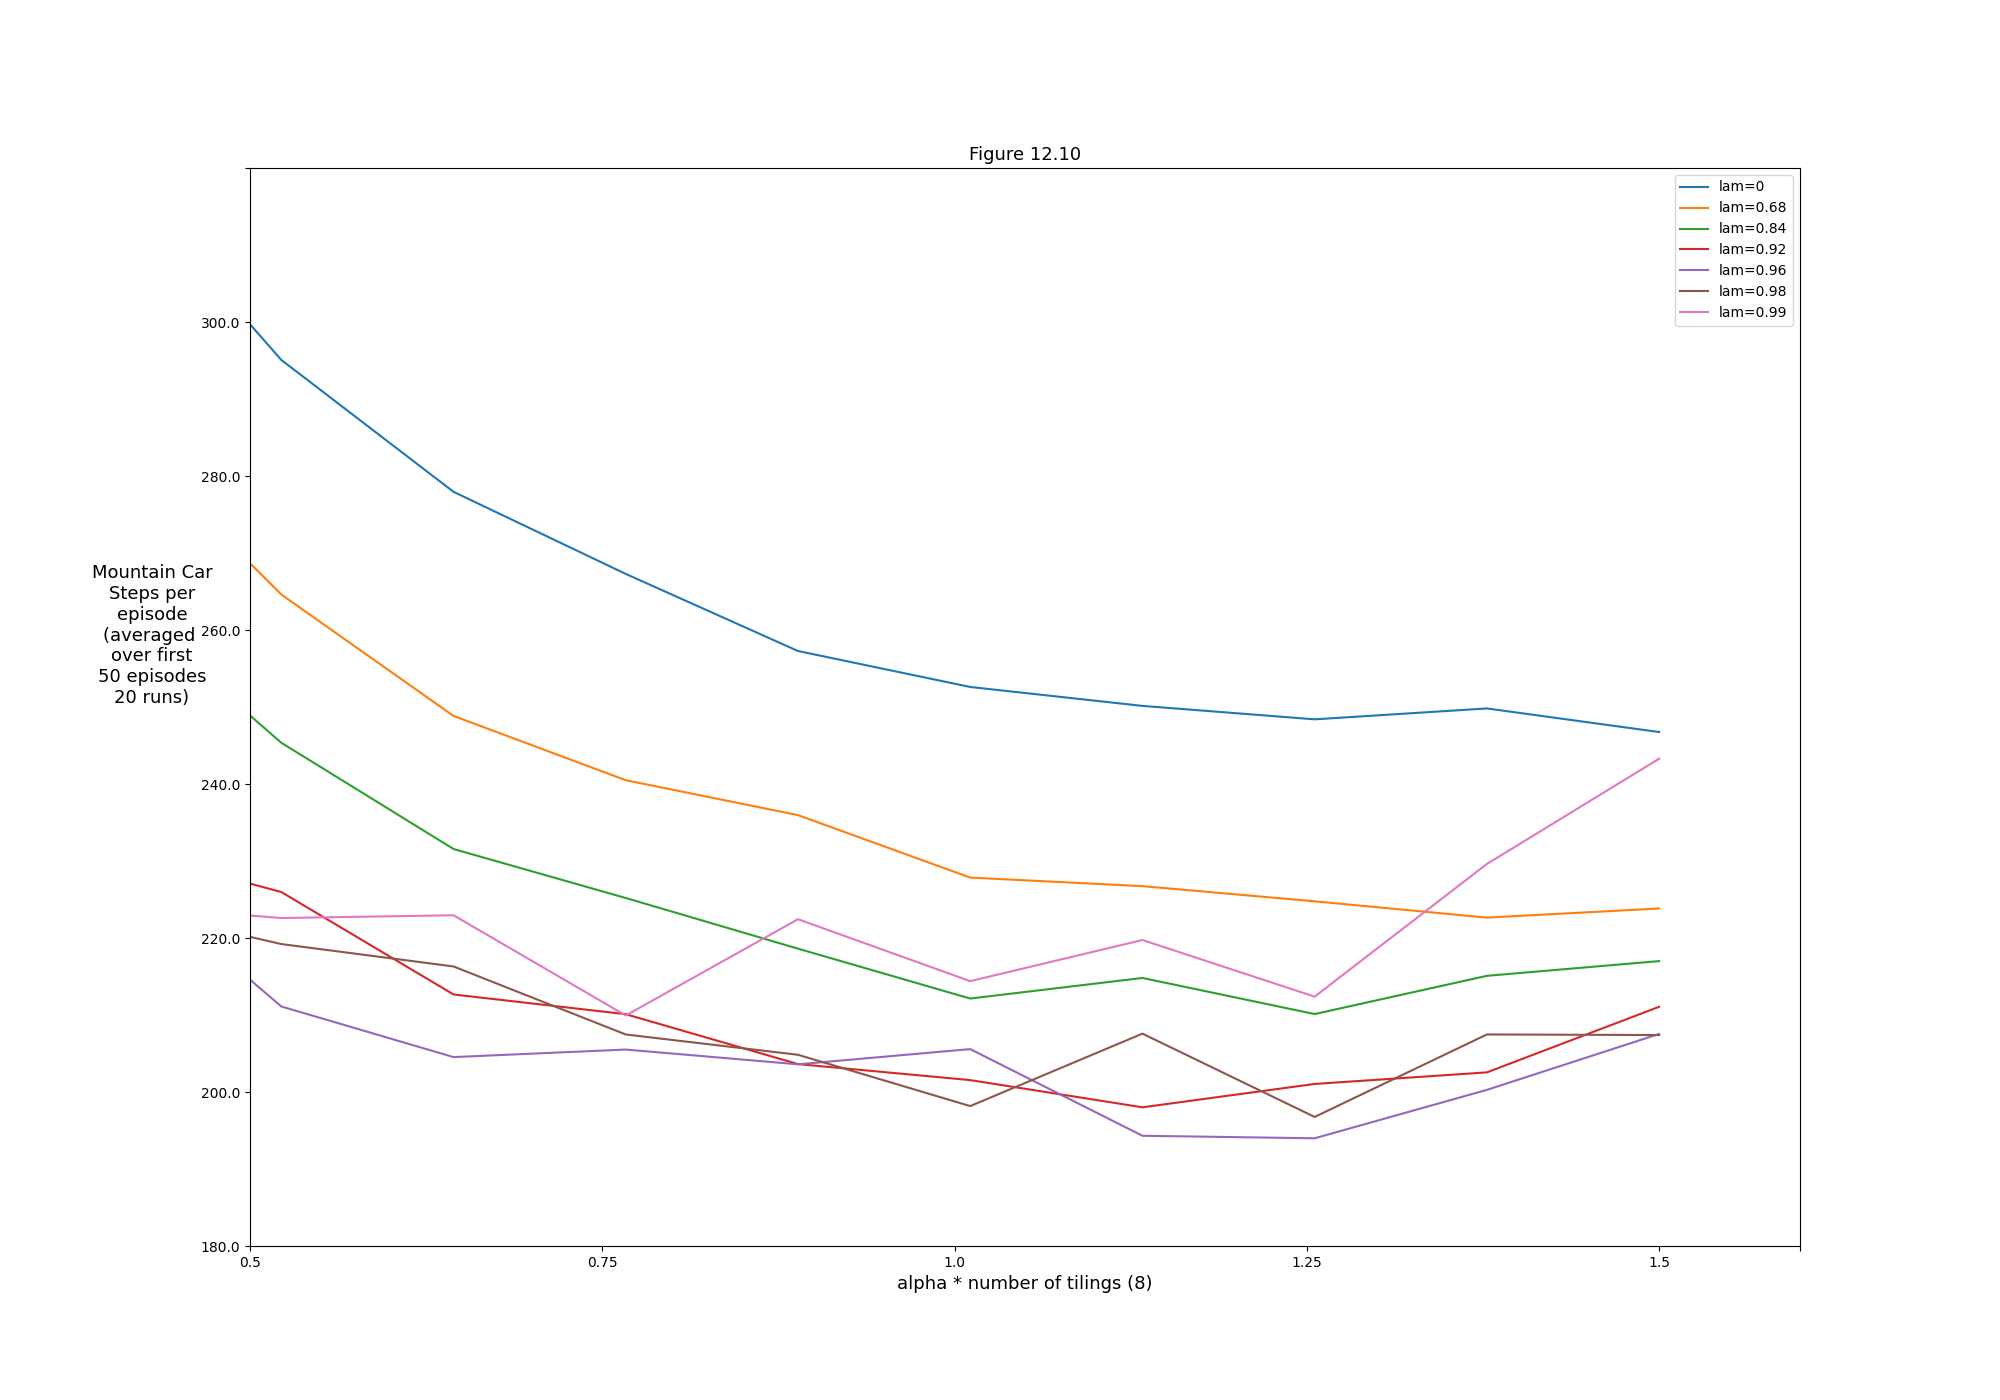 Figure 12.10
lam=0
lam=0.68
lam=0.84
lam=0.92
lam=0.96
lam=0.98
lam=0.99
300.0
280.0
260.0
240.0
220.0
200.0
180.0
Mountain Car
Steps per
episode
(averaged
over first
50 episodes
20 runs)
0.5
0.75
1.0
1.25
1.5
alpha * number of tilings (8)